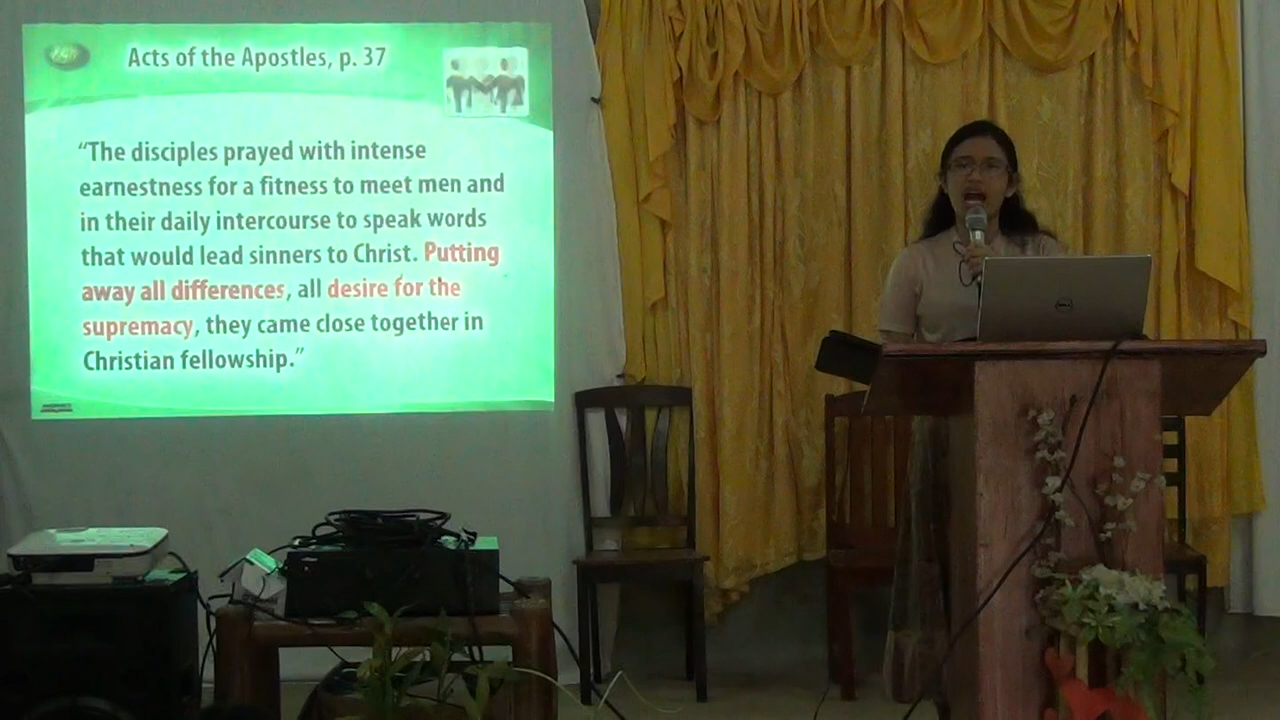 Acts of the Apostles, p. 37
“The disciples prayed with intense
earnestness for a fitness to meet men and
in their daily intercourse to speak words
that would lead sinners to Christ. Putting
away all differences, all desire for the
supremacy, they came close together in
Christian fellowship.”
DELL